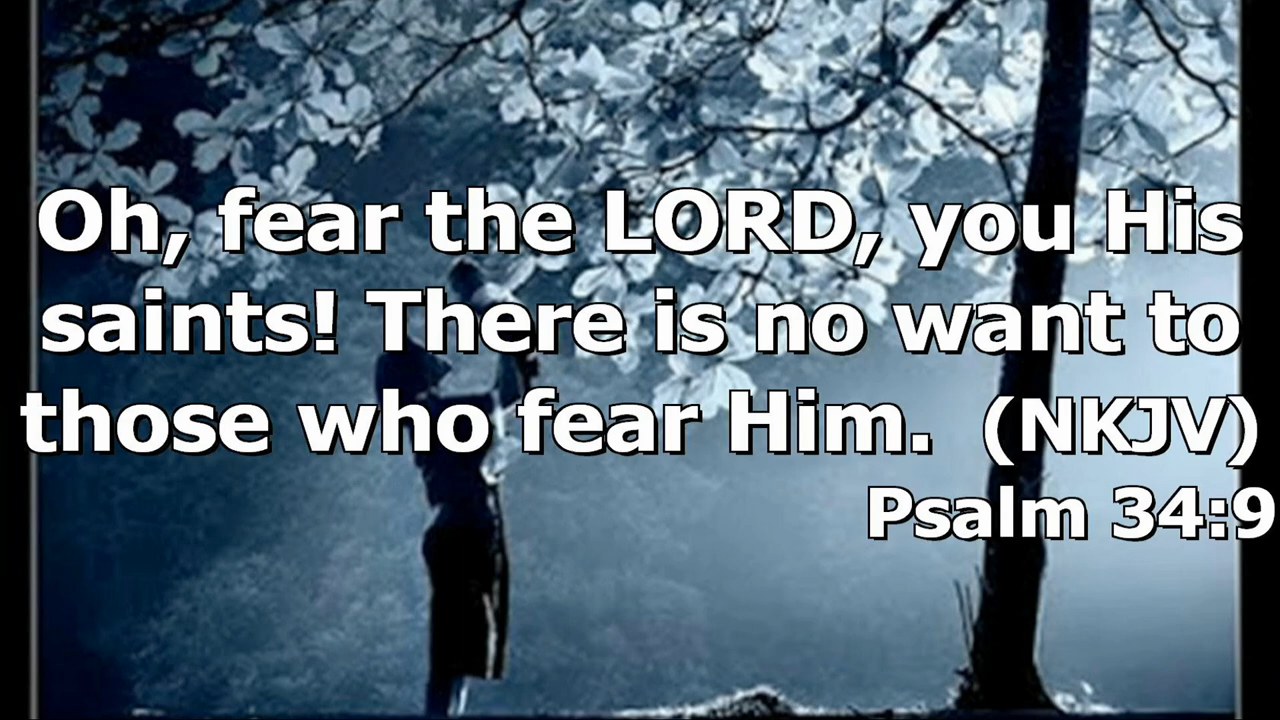 Oh, fear the LORD, you His
saints! There is no want to
those who fear Him. (NKJV)
Psalm 34:9